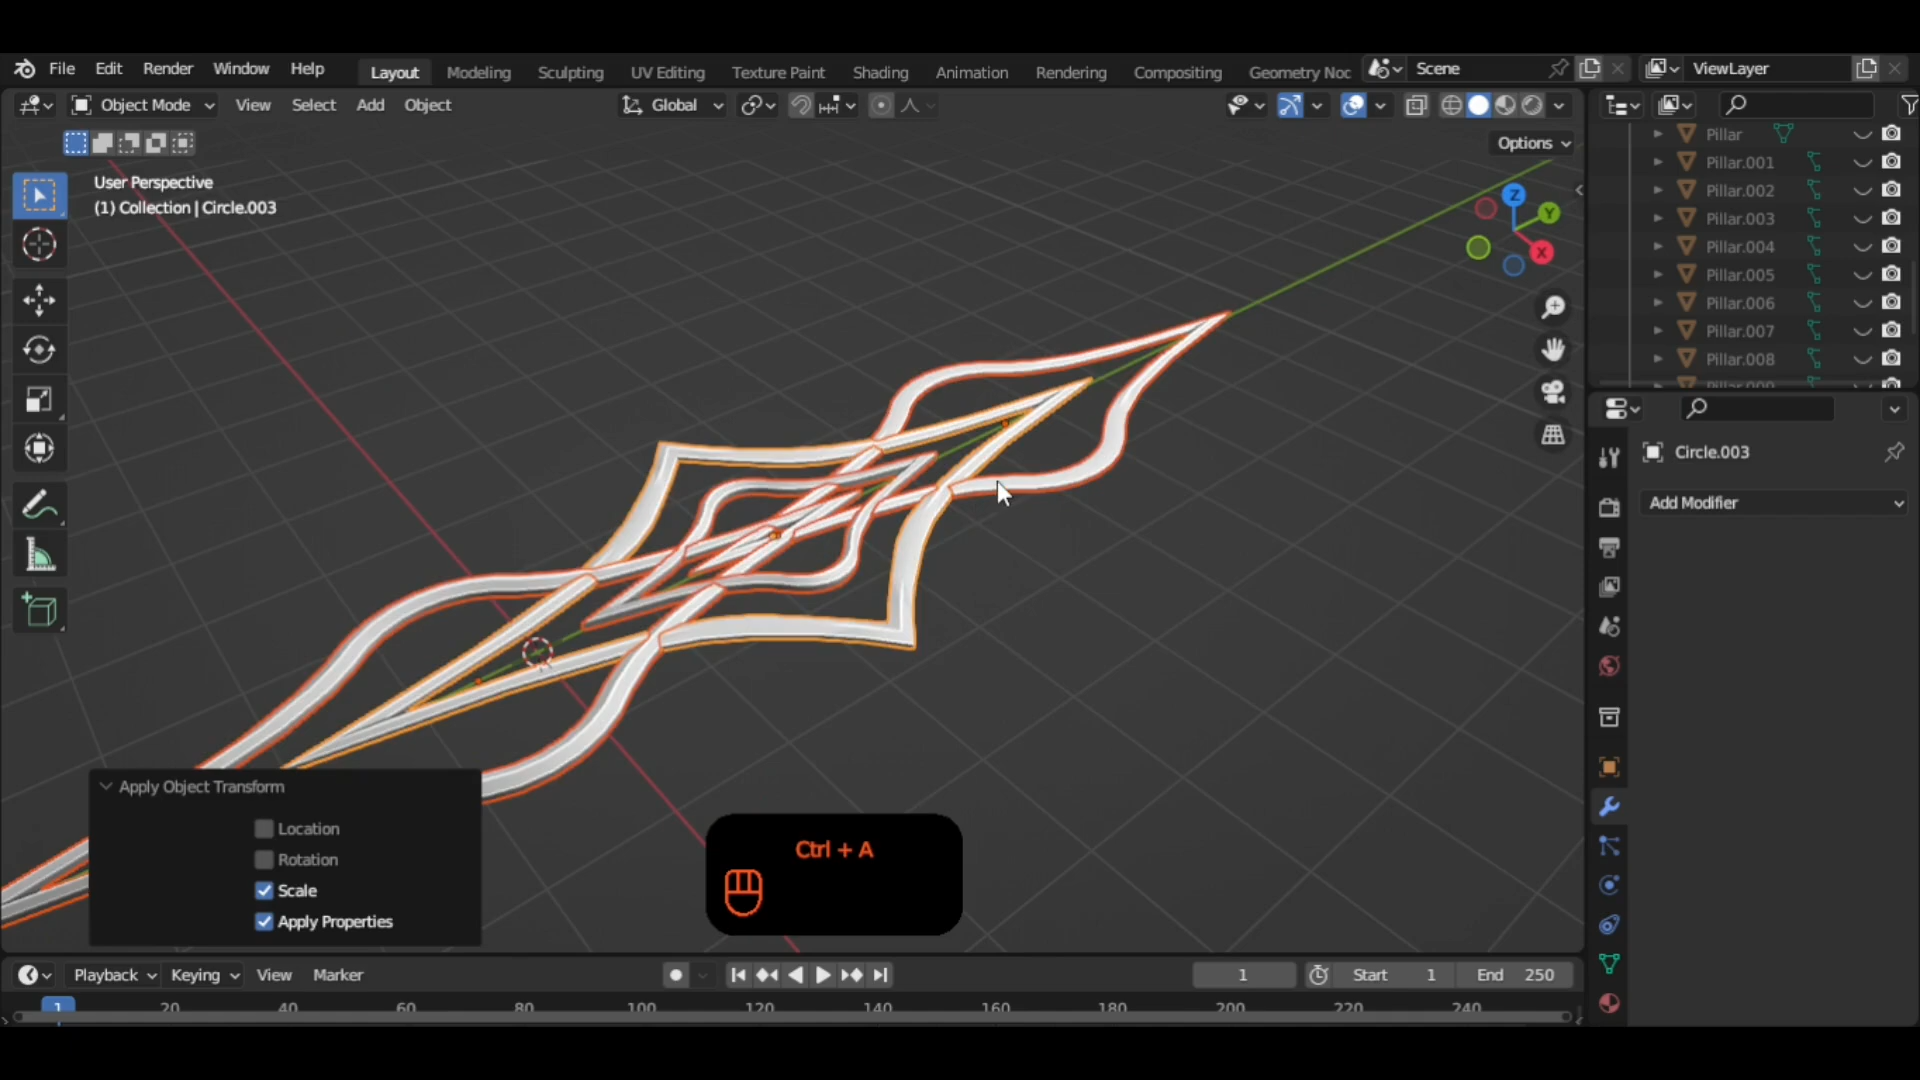 File Edit Render Window Help Layout Modeling Sculpting UV Editing Texture Paint Shading Animation Rendering Compositing Geometry Noc Scene ViewLayer
Object Mode View Select Add Object Global
Options
User Perspective
(1) Collection | Circle.003
Z
Y
X
Pillar
Pillar.001
Pillar.002
Pillar.003
Pillar.004
Pillar.005
Pillar.006
Pillar.007
Pillar.008
Circle.003
Add Modifier
Apply Object Transform
Location
Rotation
Scale
Apply Properties
Ctrl + A
Playback Keying View Marker 1 Start 1 End 250
1 20 40 60 80 100 120 140 160 180 200 220 240